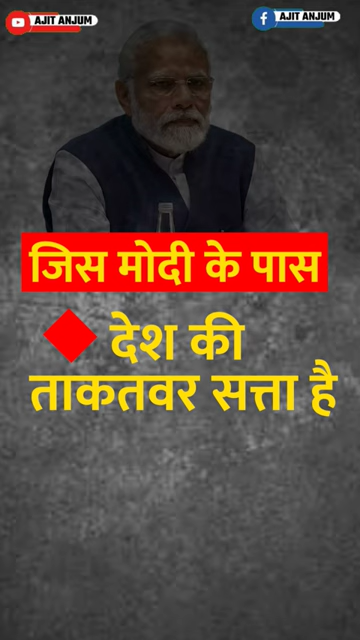 AJIT ANJUM
AJIT ANJUM
जिस मोदी के पास
देश की
ताकतवर सत्ता है